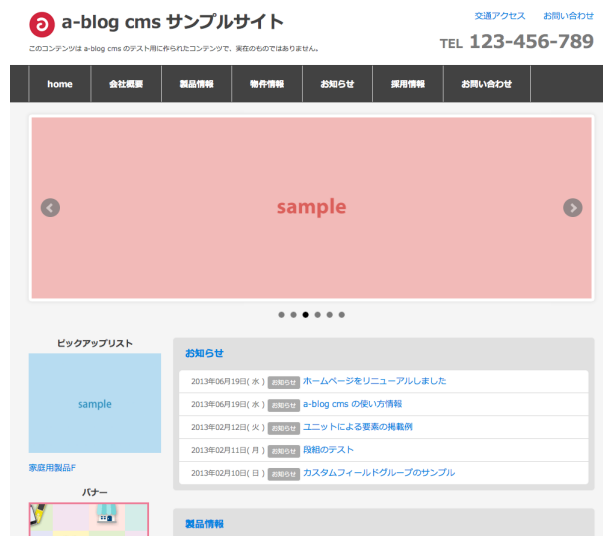 a-blog cms サンプルサイト
交通アクセス お問い合わせ
このコンテンツは a-blog cms のテスト用に作られたコンテンツで、実在のものではありません。
TEL 123-456-789
home 会社概要 製品情報 物件情報 お知らせ 採用情報 お問い合わせ
sample
ピックアップリスト
sample
家庭用製品F
バナー
お知らせ
2013年06月19日( 水 ) お知らせ ホームページをリニューアルしました
2013年06月19日( 水 ) お知らせ a-blog cms の使い方情報
2013年02月12日( 火 ) お知らせ ユニットによる要素の掲載例
2013年02月11日( 月 ) お知らせ 段組のテスト
2013年02月10日( 日 ) お知らせ カスタムフィールドグループのサンプル
製品情報